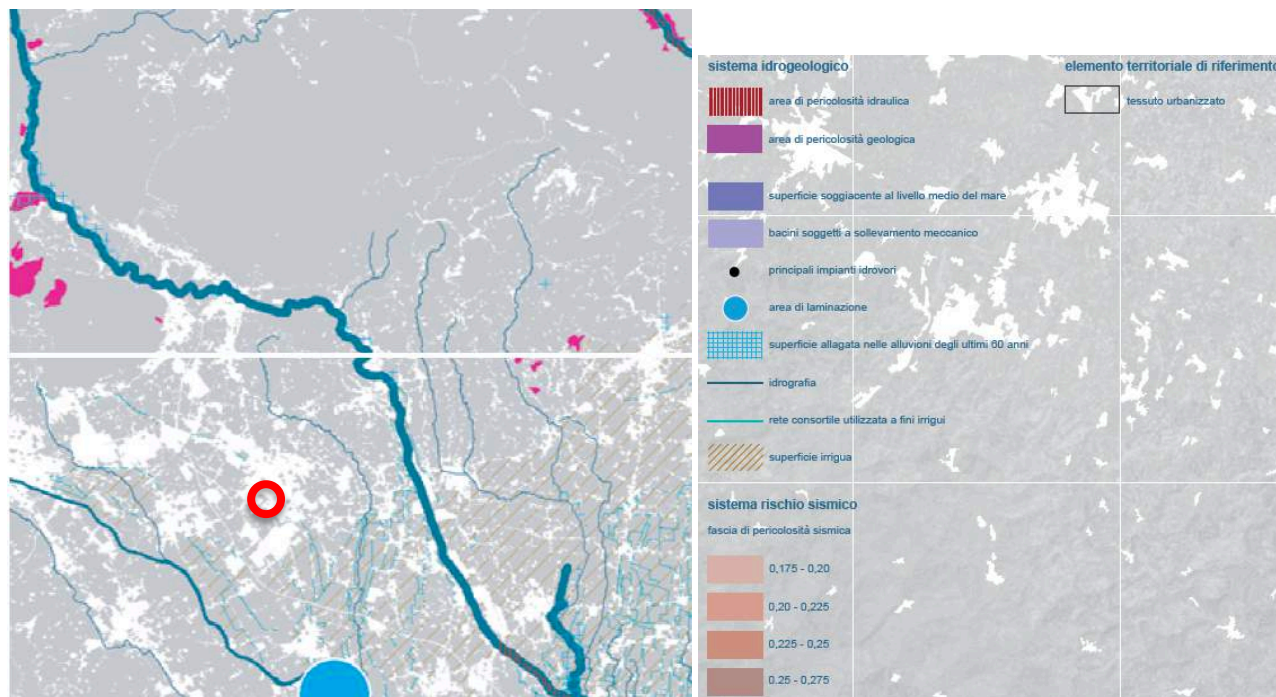 sistema idrogeologico
area di pericolosità idraulica
area di pericolosità geologica
superficie soggiacente al livello medio del mare
bacini soggetti a sollevamento meccanico
principali impianti idrovori
area di laminazione
superficie allagata nelle alluvioni degli ultimi 60 anni
idrografia
rete consortile utilizzata a fini irrigui
superficie irrigua
sistema rischio sismico
fascia di pericolosità sismica
0,175 - 0,20
0,20 - 0,225
0,225 - 0,25
0.25 - 0,275
elemento territoriale di riferimento
tessuto urbanizzato